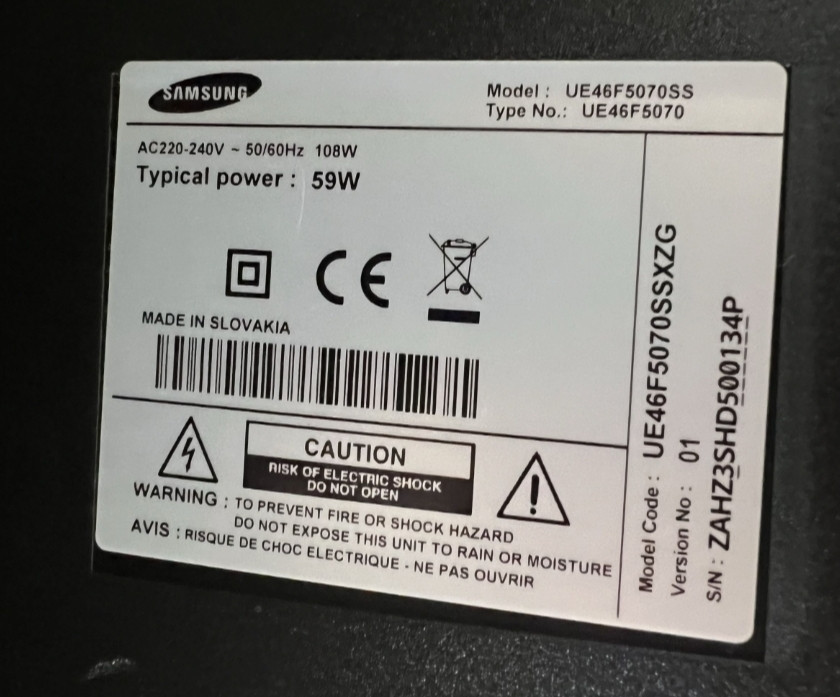 SAMSUNG
Model : UE46F5070SS
Type No.: UE46F5070
AC220-240V ~ 50/60Hz 108W
Typical power : 59W
CE
MADE IN SLOVAKIA
CAUTION
RISK OF ELECTRIC SHOCK
DO NOT OPEN
WARNING : TO PREVENT FIRE OR SHOCK HAZARD
DO NOT EXPOSE THIS UNIT TO RAIN OR MOISTURE
AVIS : RISQUE DE CHOC ELECTRIQUE - NE PAS OUVRIR
Model Code : UE46F5070SSXZG
Version No : 01
S/N : ZAHZ3SHD500134P